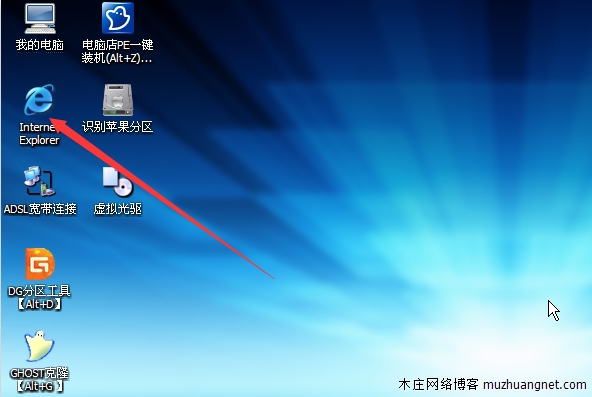 我的电脑
电脑店PE一键
装机(Alt+Z)...
Internet
Explorer
识别苹果分区
ADSL宽带连接
虚拟光驱
DG分区工具
【Alt+D】
GHOST克隆
【Alt+G 】
木庄网络博客 muzhuangnet.com